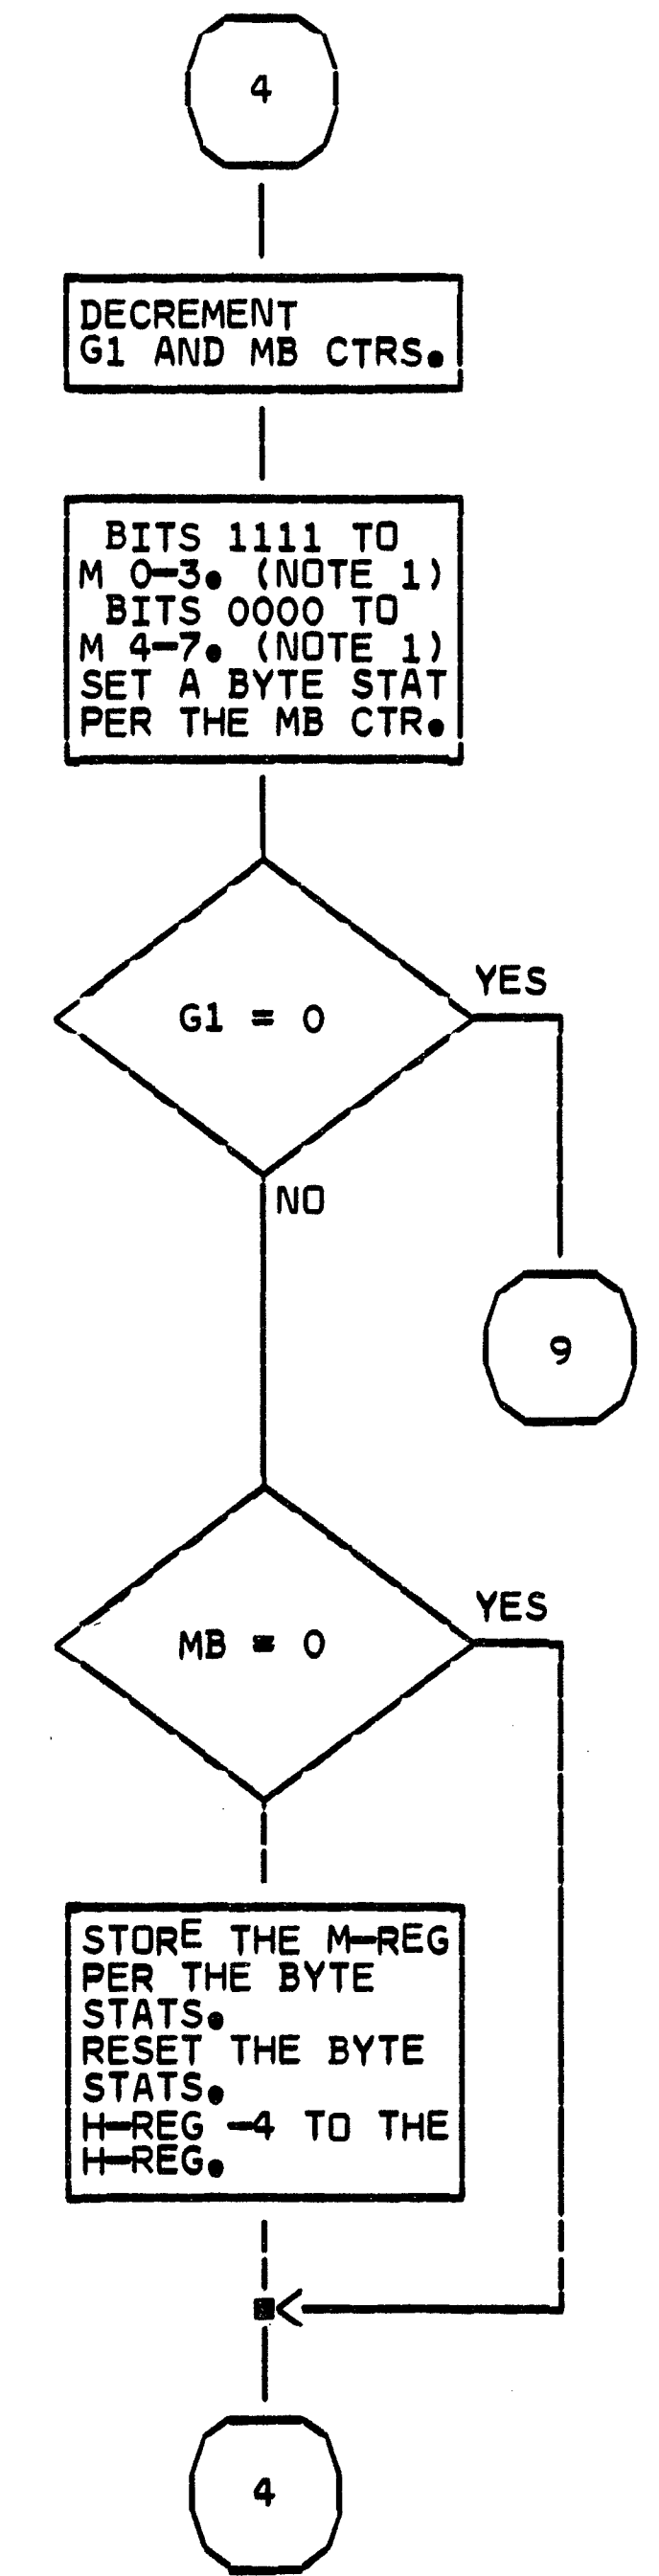 4
DECREMENT
G1 AND MB CTRS.
BITS 1111 TO
M 0-3. (NOTE 1)
BITS 0000 TO
M 4-7. (NOTE 1)
SET A BYTE STAT
PER THE MB CTR.
YES
G1 = 0
NO
9
YES
MB = 0
STORE THE M-REG
PER THE BYTE
STATS.
RESET THE BYTE
STATS.
H-REG -4 TO THE
H-REG.
4